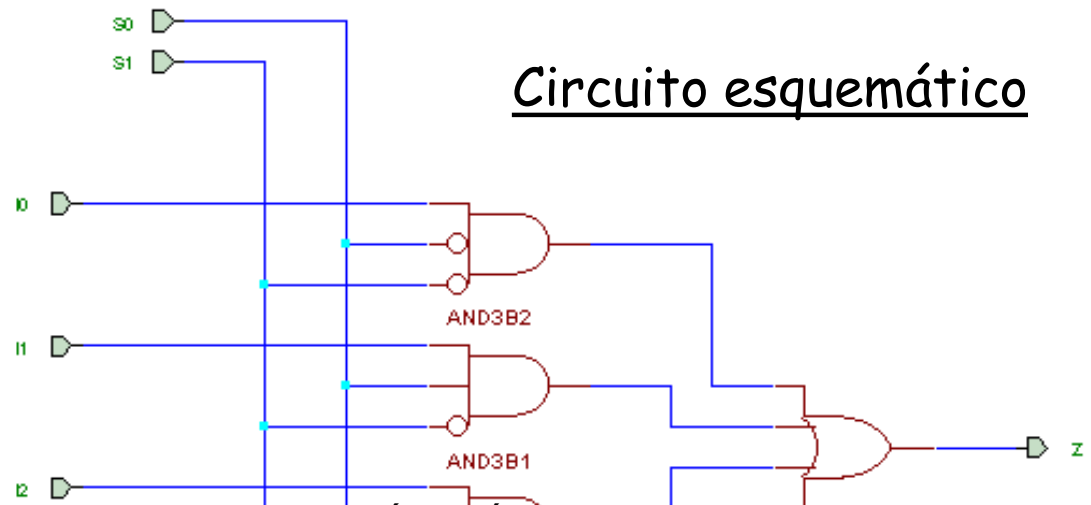 S0
S1
Circuito esquemático
I0
AND3B2
I1
AND3B1
Z
I2